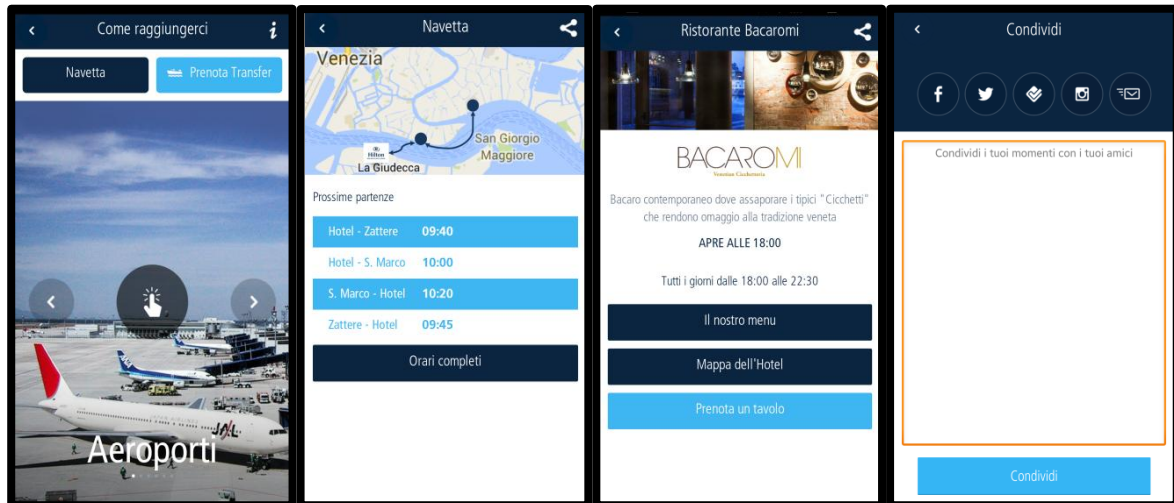 Come raggiungerci
i
Navetta
Prenota Transfer
JAL
Aeroporti
Navetta
Venezia
San Giorgio
Maggiore
Hilton
La Giudecca
Prossime partenze
Hotel - Zattere 09:40
Hotel - S. Marco 10:00
S. Marco - Hotel 10:20
Zattere - Hotel 09:45
Orari completi
Ristorante Bacaromi
BACAROMI
Venetian Cicchetteria
Bacaro contemporaneo dove assaporare i tipici "Cicchetti"
che rendono omaggio alla tradizione veneta
APRE ALLE 18:00
Tutti i giorni dalle 18:00 alle 22:30
Il nostro menu
Mappa dell'Hotel
Prenota un tavolo
Condividi
Condividi i tuoi momenti con i tuoi amici
Condividi